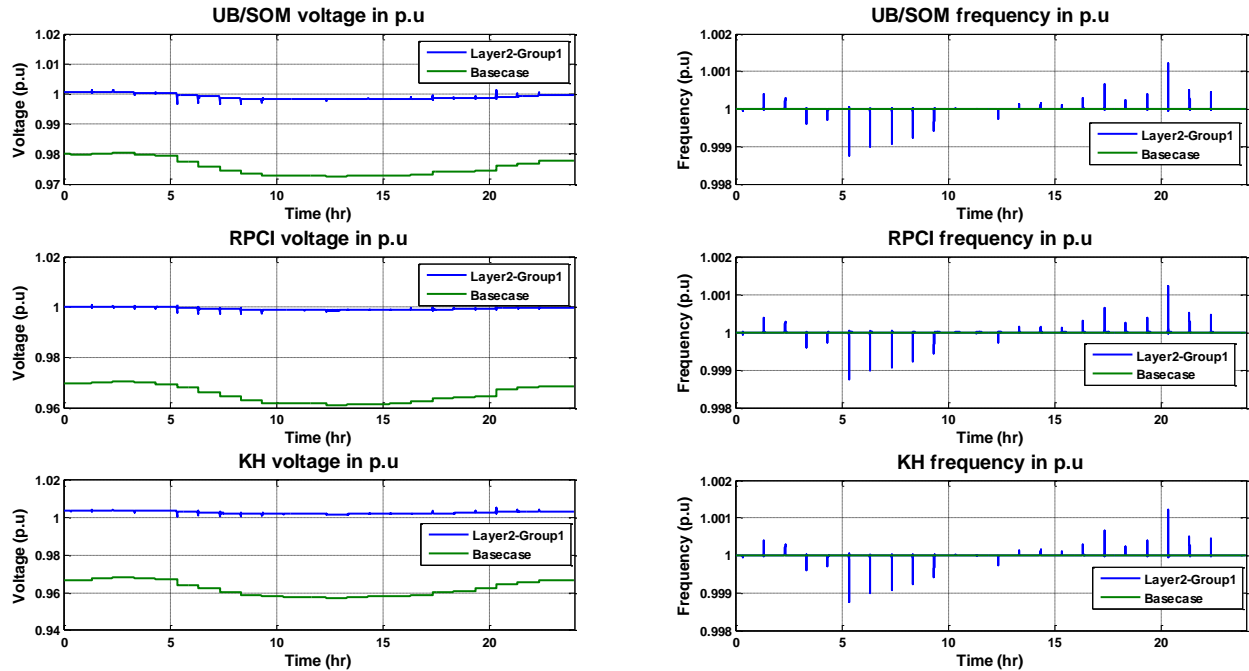 UB/SOM voltage in p.u
1.02
1.01
1
0.99
0.98
0.97
Voltage (p.u)
Layer2-Group1
Basecase
0 5 10 15 20
Time (hr)
UB/SOM frequency in p.u
1.002
1.001
1
0.999
0.998
Frequency (p.u)
Layer2-Group1
Basecase
0 5 10 15 20
Time (hr)
RPCI voltage in p.u
1.02
1
0.98
0.96
Voltage (p.u)
Layer2-Group1
Basecase
0 5 10 15 20
Time (hr)
RPCI frequency in p.u
1.002
1.001
1
0.999
0.998
Frequency (p.u)
Layer2-Group1
Basecase
0 5 10 15 20
Time (hr)
KH voltage in p.u
1.02
1
0.98
0.96
0.94
Voltage (p.u)
Layer2-Group1
Basecase
0 5 10 15 20
Time (hr)
KH frequency in p.u
1.002
1.001
1
0.999
0.998
Frequency (p.u)
Layer2-Group1
Basecase
0 5 10 15 20
Time (hr)